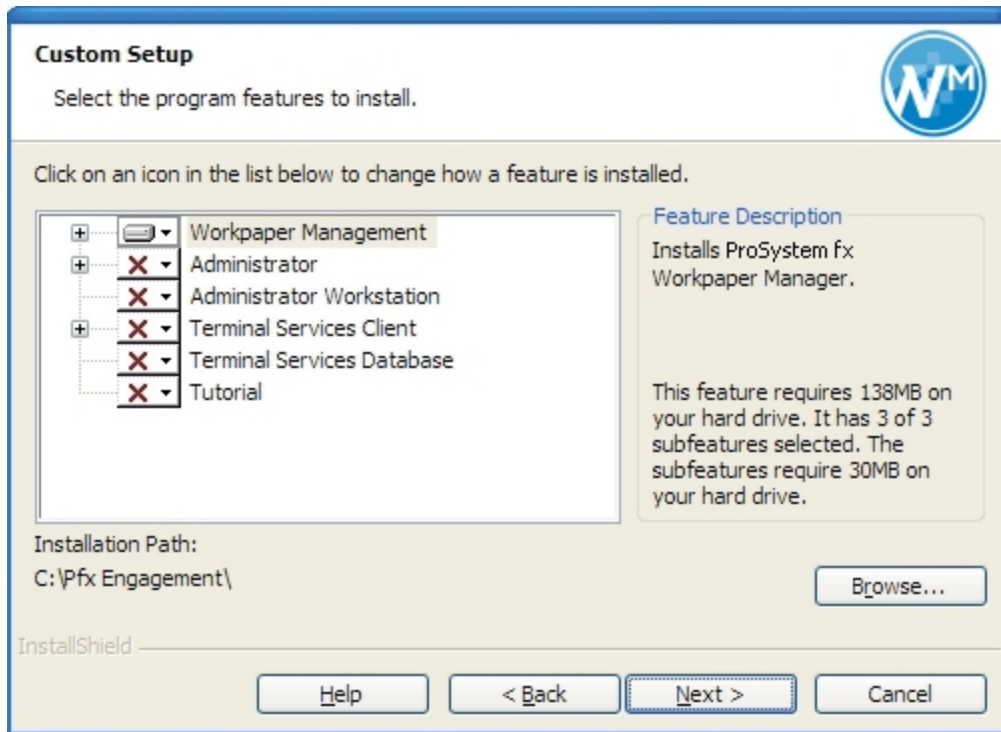 Custom Setup
Select the program features to install.
WM
Click on an icon in the list below to change how a feature is installed.
Workpaper Management
Administrator
Administrator Workstation
Terminal Services Client
Terminal Services Database
Tutorial
Feature Description
Installs ProSystem fx
Workpaper Manager.
This feature requires 138MB on
your hard drive. It has 3 of 3
subfeatures selected. The
subfeatures require 30MB on
your hard drive.
Installation Path:
C:\Pfx Engagement\
Browse...
InstallShield
Help
< Back
Next >
Cancel